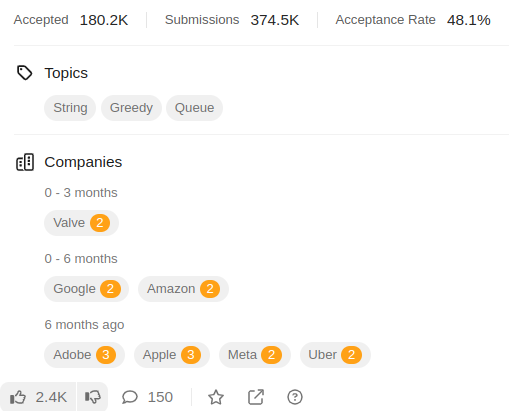 Accepted 180.2K Submissions 374.5K Acceptance Rate 48.1%
Topics
String Greedy Queue
Companies
0 - 3 months
Valve 2
0 - 6 months
Google 2 Amazon 2
6 months ago
Adobe 3 Apple 3 Meta 2 Uber 2
2.4K 150